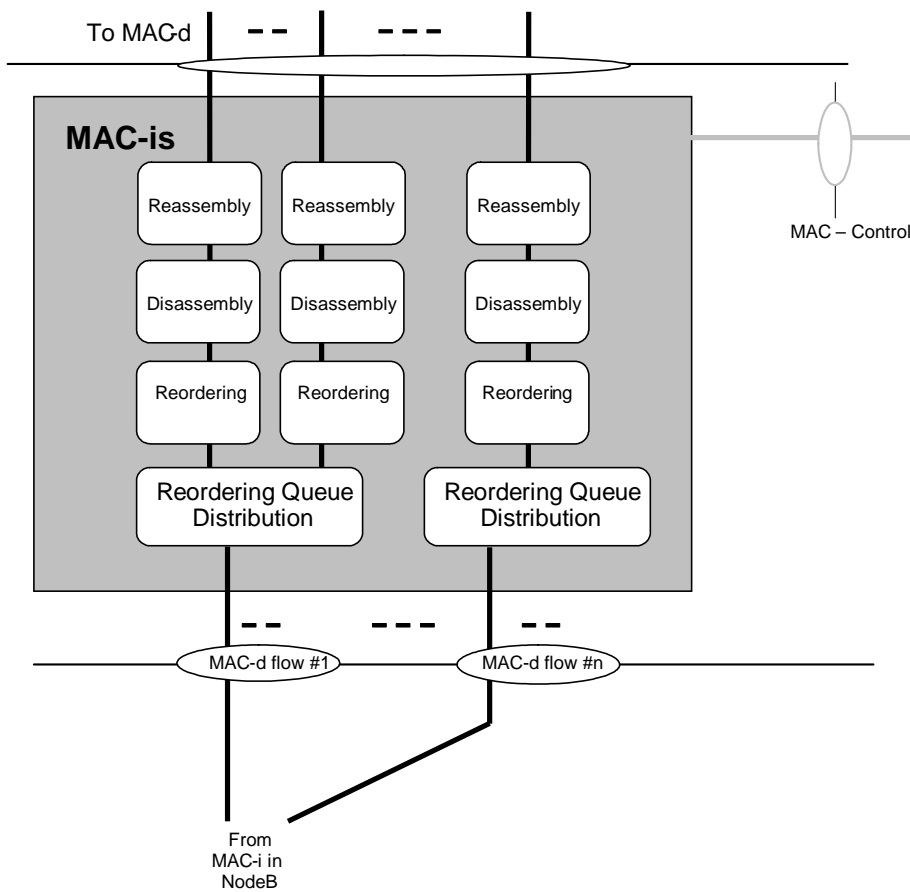 To MAC-d
MAC-is
MAC – Control
Reassembly
Reassembly
Reassembly
Disassembly
Disassembly
Disassembly
Reordering
Reordering
Reordering
Reordering Queue
Distribution
Reordering Queue
Distribution
MAC-d flow #1
MAC-d flow #n
From
MAC-i in
NodeB